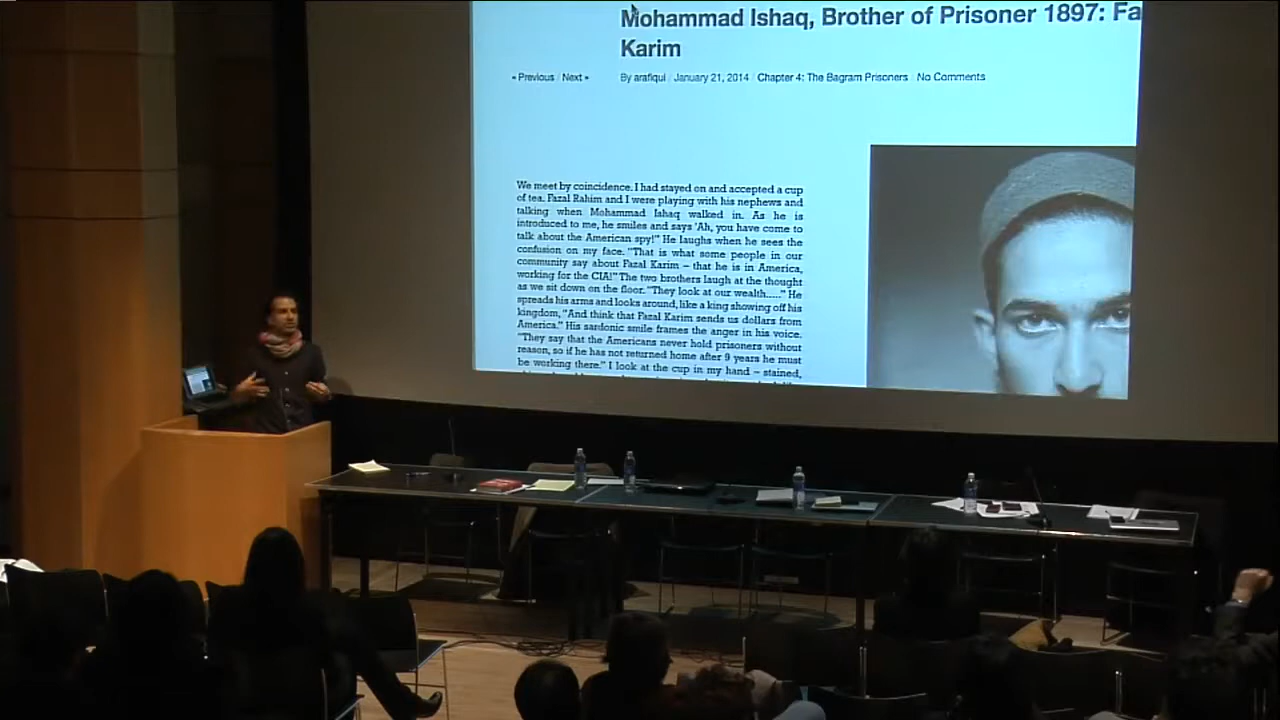 Mohammad Ishaq, Brother of Prisoner 1897: Fa
Karim
« Previous / Next »
By arafiqui / January 21, 2014 / Chapter 4: The Bagram Prisoners / No Comments
We meet by coincidence. I had stayed on and accepted a cup
of tea. Fazal Rahim and I were playing with his nephews and
talking when Mohammad Ishaq walked in. As he is
introduced to me, he smiles and says 'Ah, you have come to
talk about the American spy!" He laughs when he sees the
confusion on my face. "That is what some people in our
community say about Fazal Karim – that he is in America,
working for the CIA!" The two brothers laugh at the thought
as we sit down on the floor. "They look at our wealth....." He
spreads his arms and looks around, like a king showing off his
kingdom, "And think that Fazal Karim sends us dollars from
America." His sardonic smile frames the anger in his voice.
"They say that the Americans never hold prisoners without
reason, so if he has not returned home after 9 years he must
be working there." I look at the cup in my hand – stained,